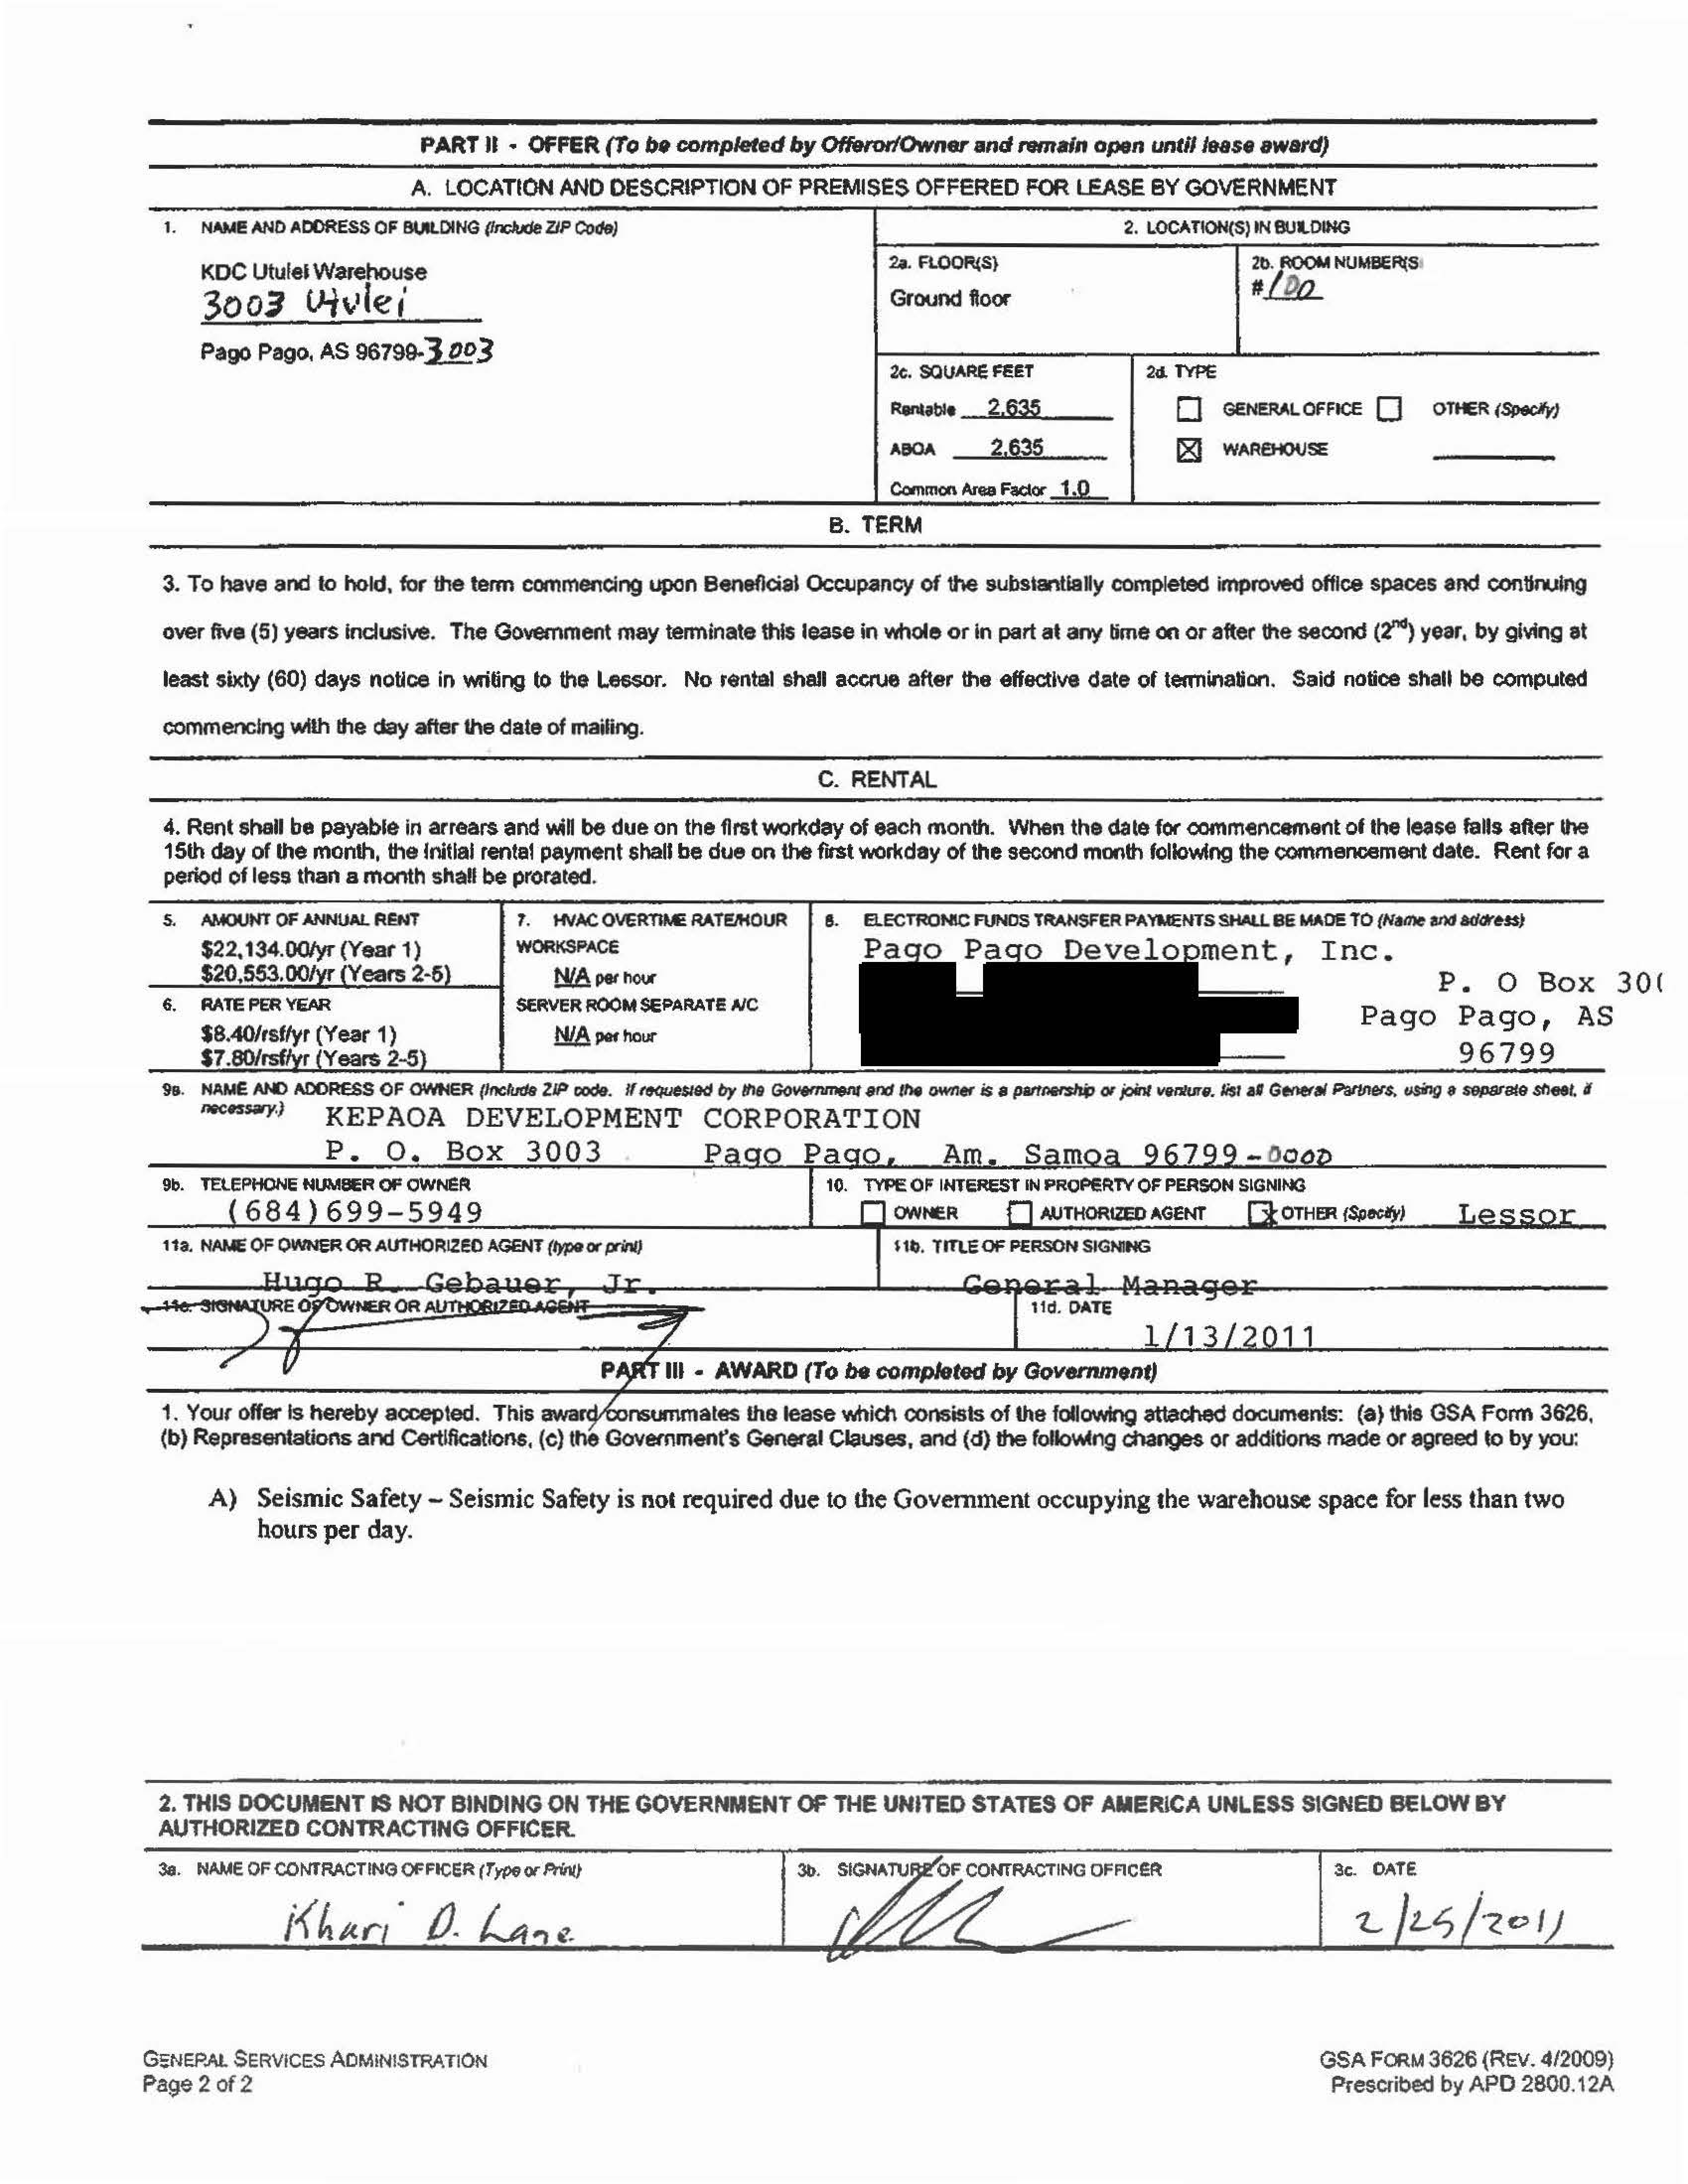 PART II - OFFER (To be completed by Offeror/Owner and remain open until lease award)
A. LOCATION AND DESCRIPTION OF PREMISES OFFERED FOR LEASE BY GOVERNMENT
1. NAME AND ADDRESS OF BUILDING (Include ZIP Code)
KDC Utulei Warehouse
3003 Utulei
Pago Pago, AS 96799-3003
2. LOCATION(S) IN BUILDING
2a. FLOOR(S)
Ground floor
2b. ROOM NUMBER(S
#100
2c. SQUARE FEET
Rentable 2,635
ABOA 2,635
Common Area Factor 1.0
2d. TYPE
GENERAL OFFICE
OTHER (Specify)
☒ WAREHOUSE
B. TERM
3. To have and to hold, for the term commencing upon Beneficial Occupancy of the substantially completed improved office spaces and continuing
over five (5) years inclusive. The Government may terminate this lease in whole or in part at any time on or after the second (2nd) year, by giving at
least sixty (60) days notice in writing to the Lessor. No rental shall accrue after the effective date of termination. Said notice shall be computed
commencing with the day after the date of mailing.
C. RENTAL
4. Rent shall be payable in arrears and will be due on the first workday of each month. When the date for commencement of the lease falls after the
15th day of the month, the initial rental payment shall be due on the first workday of the second month following the commencement date. Rent for a
period of less than a month shall be prorated.
5. AMOUNT OF ANNUAL RENT
$22,134.00/yr (Year 1)
$20,553.00/yr (Years 2-5)
6. RATE PER YEAR
$8.40/rsf/yr (Year 1)
$7.80/rsf/yr (Years 2-5)
7. HVAC OVERTIME RATE/HOUR
WORKSPACE
N/A per hour
SERVER ROOM SEPARATE A/C
N/A per hour
8. ELECTRONIC FUNDS TRANSFER PAYMENTS SHALL BE MADE TO (Name and address)
Pago Pago Development, Inc.
P. O Box 30(
Pago Pago, AS
96799
9a. NAME AND ADDRESS OF OWNER (Include ZIP code. If requested by the Government and the owner is a partnership or joint venture, list all General Partners, using a separate sheet, if
necessary.) KEPAOA DEVELOPMENT CORPORATION
P. O. Box 3003 Pago Pago, Am. Samoa 96799-0000
9b. TELEPHONE NUMBER OF OWNER
(684)699-5949
10. TYPE OF INTEREST IN PROPERTY OF PERSON SIGNING
OWNER AUTHORIZED AGENT X OTHER (Specify) Lessor
11a. NAME OF OWNER OR AUTHORIZED AGENT (type or print)
Hugo R. Gebauer, Jr.
11b. TITLE OF PERSON SIGNING
General Manager
11c. SIGNATURE OF OWNER OR AUTHORIZED AGENT
11d. DATE
1/13/2011
PART III - AWARD (To be completed by Government)
1. Your offer is hereby accepted. This award consummates the lease which consists of the following attached documents: (a) this GSA Form 3626,
(b) Representations and Certifications, (c) the Government's General Clauses, and (d) the following changes or additions made or agreed to by you:
A) Seismic Safety – Seismic Safety is not required due to the Government occupying the warehouse space for less than two
hours per day.
2. THIS DOCUMENT IS NOT BINDING ON THE GOVERNMENT OF THE UNITED STATES OF AMERICA UNLESS SIGNED BELOW BY
AUTHORIZED CONTRACTING OFFICER.
3a. NAME OF CONTRACTING OFFICER (Type or Print)
Khari D. Lane
3b. SIGNATURE OF CONTRACTING OFFICER
3c. DATE
2/25/2011
GENERAL SERVICES ADMINISTRATION
Page 2 of 2
GSA FORM 3626 (REV. 4/2009)
Prescribed by APD 2800.12A